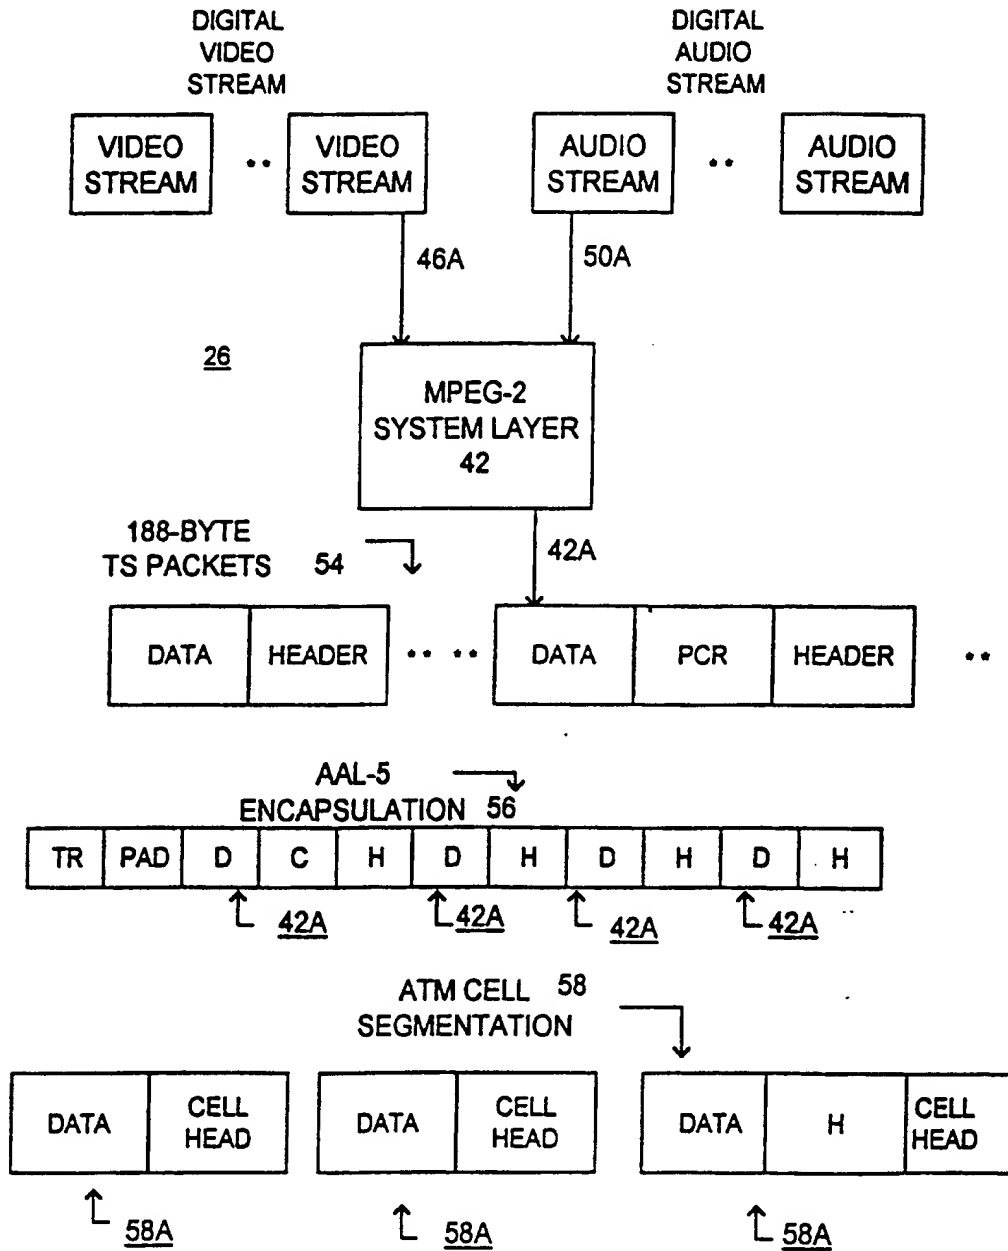 DIGITAL
VIDEO
STREAM
DIGITAL
AUDIO
STREAM
VIDEO
STREAM
VIDEO
STREAM
AUDIO
STREAM
AUDIO
STREAM
46A
50A
26
MPEG-2
SYSTEM LAYER
42
188-BYTE
TS PACKETS 54
42A
DATA HEADER DATA PCR HEADER
AAL-5
ENCAPSULATION 56
TR PAD D C H D H D H D H
42A 42A 42A 42A
ATM CELL 58
SEGMENTATION
DATA
CELL
HEAD
DATA
CELL
HEAD
DATA
H
CELL
HEAD
58A 58A 58A